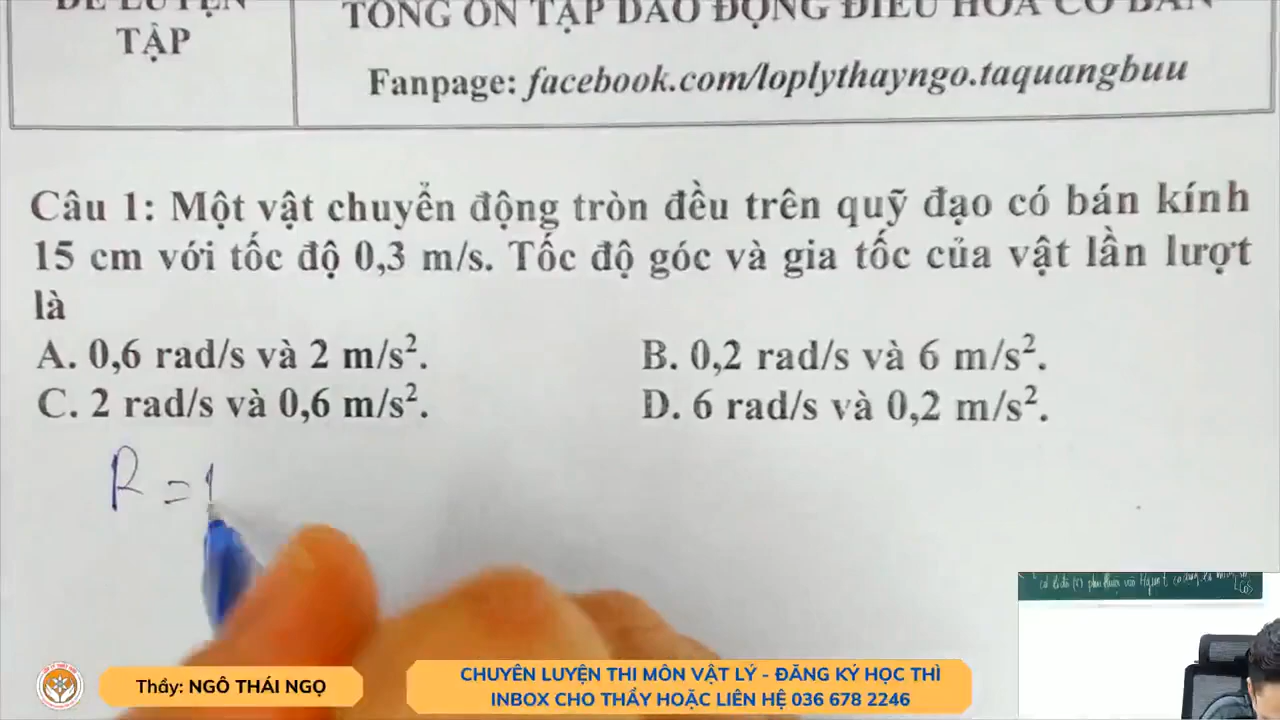 ĐỀ LUYỆN
TẬP
TỔNG ÔN TẬP DAO ĐỘNG ĐIỀU HÒA CƠ BẢN
Fanpage: facebook.com/loplythayngo.taquangbuu
Câu 1: Một vật chuyển động tròn đều trên quỹ đạo có bán kính
15 cm với tốc độ 0,3 m/s. Tốc độ góc và gia tốc của vật lần lượt
là
A. 0,6 rad/s và 2 m/s².
B. 0,2 rad/s và 6 m/s².
C. 2 rad/s và 0,6 m/s².
D. 6 rad/s và 0,2 m/s².
R = 1
Thầy: NGÔ THÁI NGỌ
CHUYÊN LUYỆN THI MÔN VẬT LÝ - ĐĂNG KÝ HỌC THÌ
INBOX CHO THẦY HOẶC LIÊN HỆ 036 678 2246